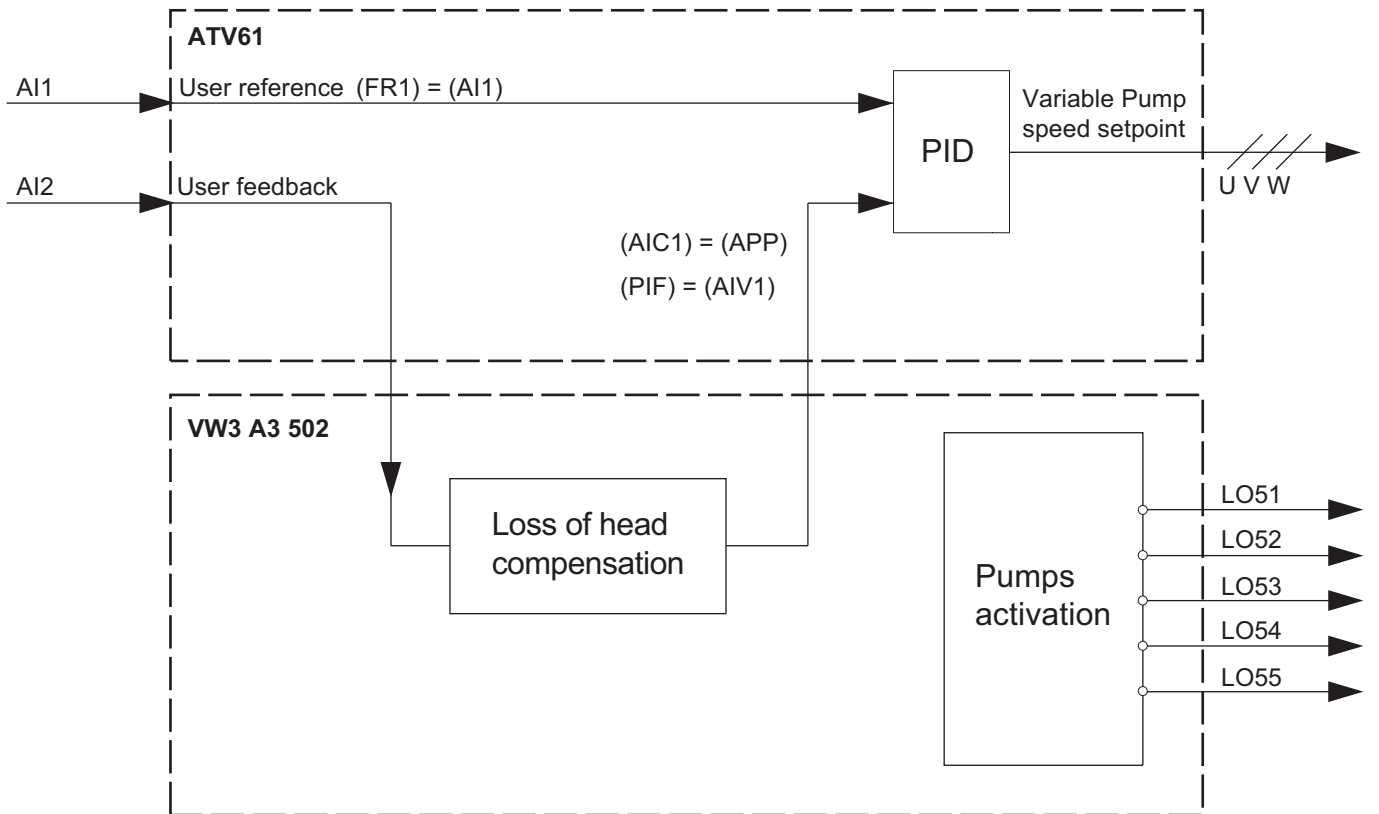 ATV61
AI1
User reference (FR1) = (AI1)
Variable Pump
speed setpoint
PID
AI2
User feedback
U V W
(AIC1) = (APP)
(PIF) = (AIV1)
VW3 A3 502
Loss of head
compensation
Pumps
activation
LO51
LO52
LO53
LO54
LO55